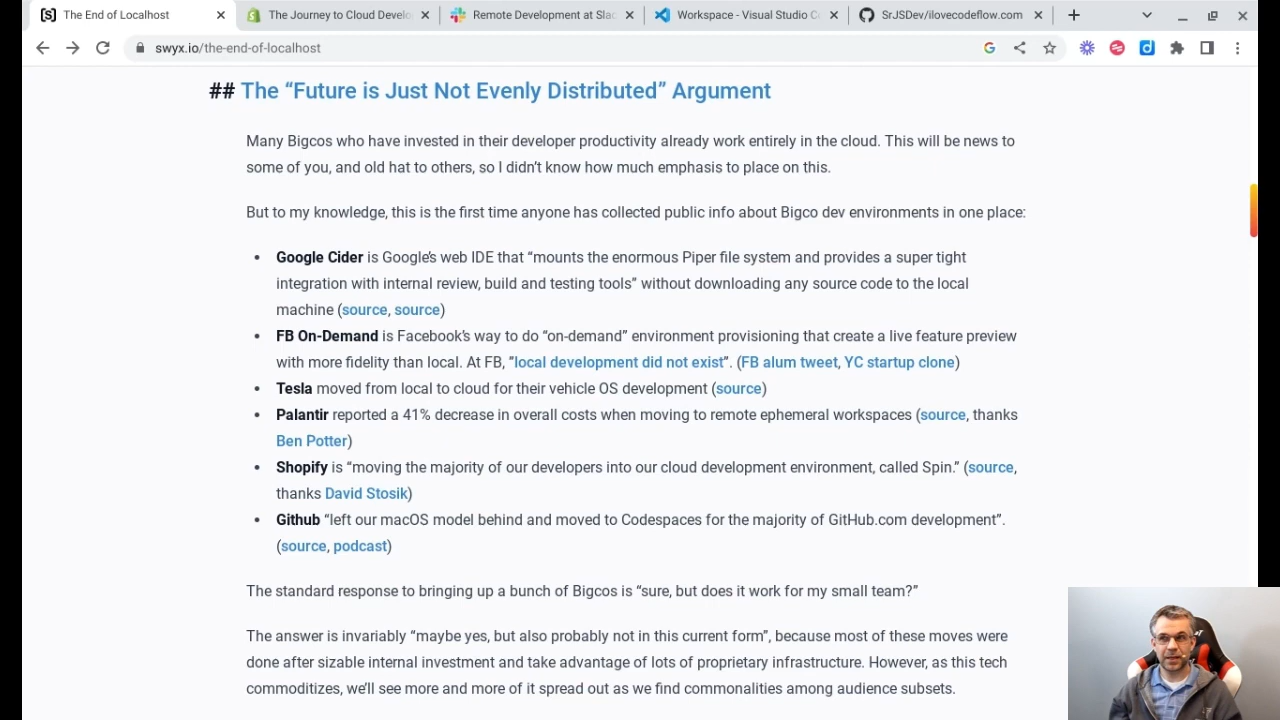 The End of Localhost
The Journey to Cloud Develo
Remote Development at Slac
Workspace - Visual Studio C
SrJSDev/ilovecodeflow.com
swyx.io/the-end-of-localhost
## The “Future is Just Not Evenly Distributed” Argument
Many Bigcos who have invested in their developer productivity already work entirely in the cloud. This will be news to
some of you, and old hat to others, so I didn’t know how much emphasis to place on this.
But to my knowledge, this is the first time anyone has collected public info about Bigco dev environments in one place:
• Google Cider is Google’s web IDE that “mounts the enormous Piper file system and provides a super tight
integration with internal review, build and testing tools” without downloading any source code to the local
machine (source, source)
• FB On-Demand is Facebook’s way to do “on-demand” environment provisioning that create a live feature preview
with more fidelity than local. At FB, "local development did not exist”. (FB alum tweet, YC startup clone)
• Tesla moved from local to cloud for their vehicle OS development (source)
• Palantir reported a 41% decrease in overall costs when moving to remote ephemeral workspaces (source, thanks
Ben Potter)
• Shopify is “moving the majority of our developers into our cloud development environment, called Spin.” (source,
thanks David Stosik)
• Github “left our macOS model behind and moved to Codespaces for the majority of GitHub.com development”.
(source, podcast)
The standard response to bringing up a bunch of Bigcos is “sure, but does it work for my small team?”
The answer is invariably “maybe yes, but also probably not in this current form”, because most of these moves were
done after sizable internal investment and take advantage of lots of proprietary infrastructure. However, as this tech
commoditizes, we’ll see more and more of it spread out as we find commonalities among audience subsets.